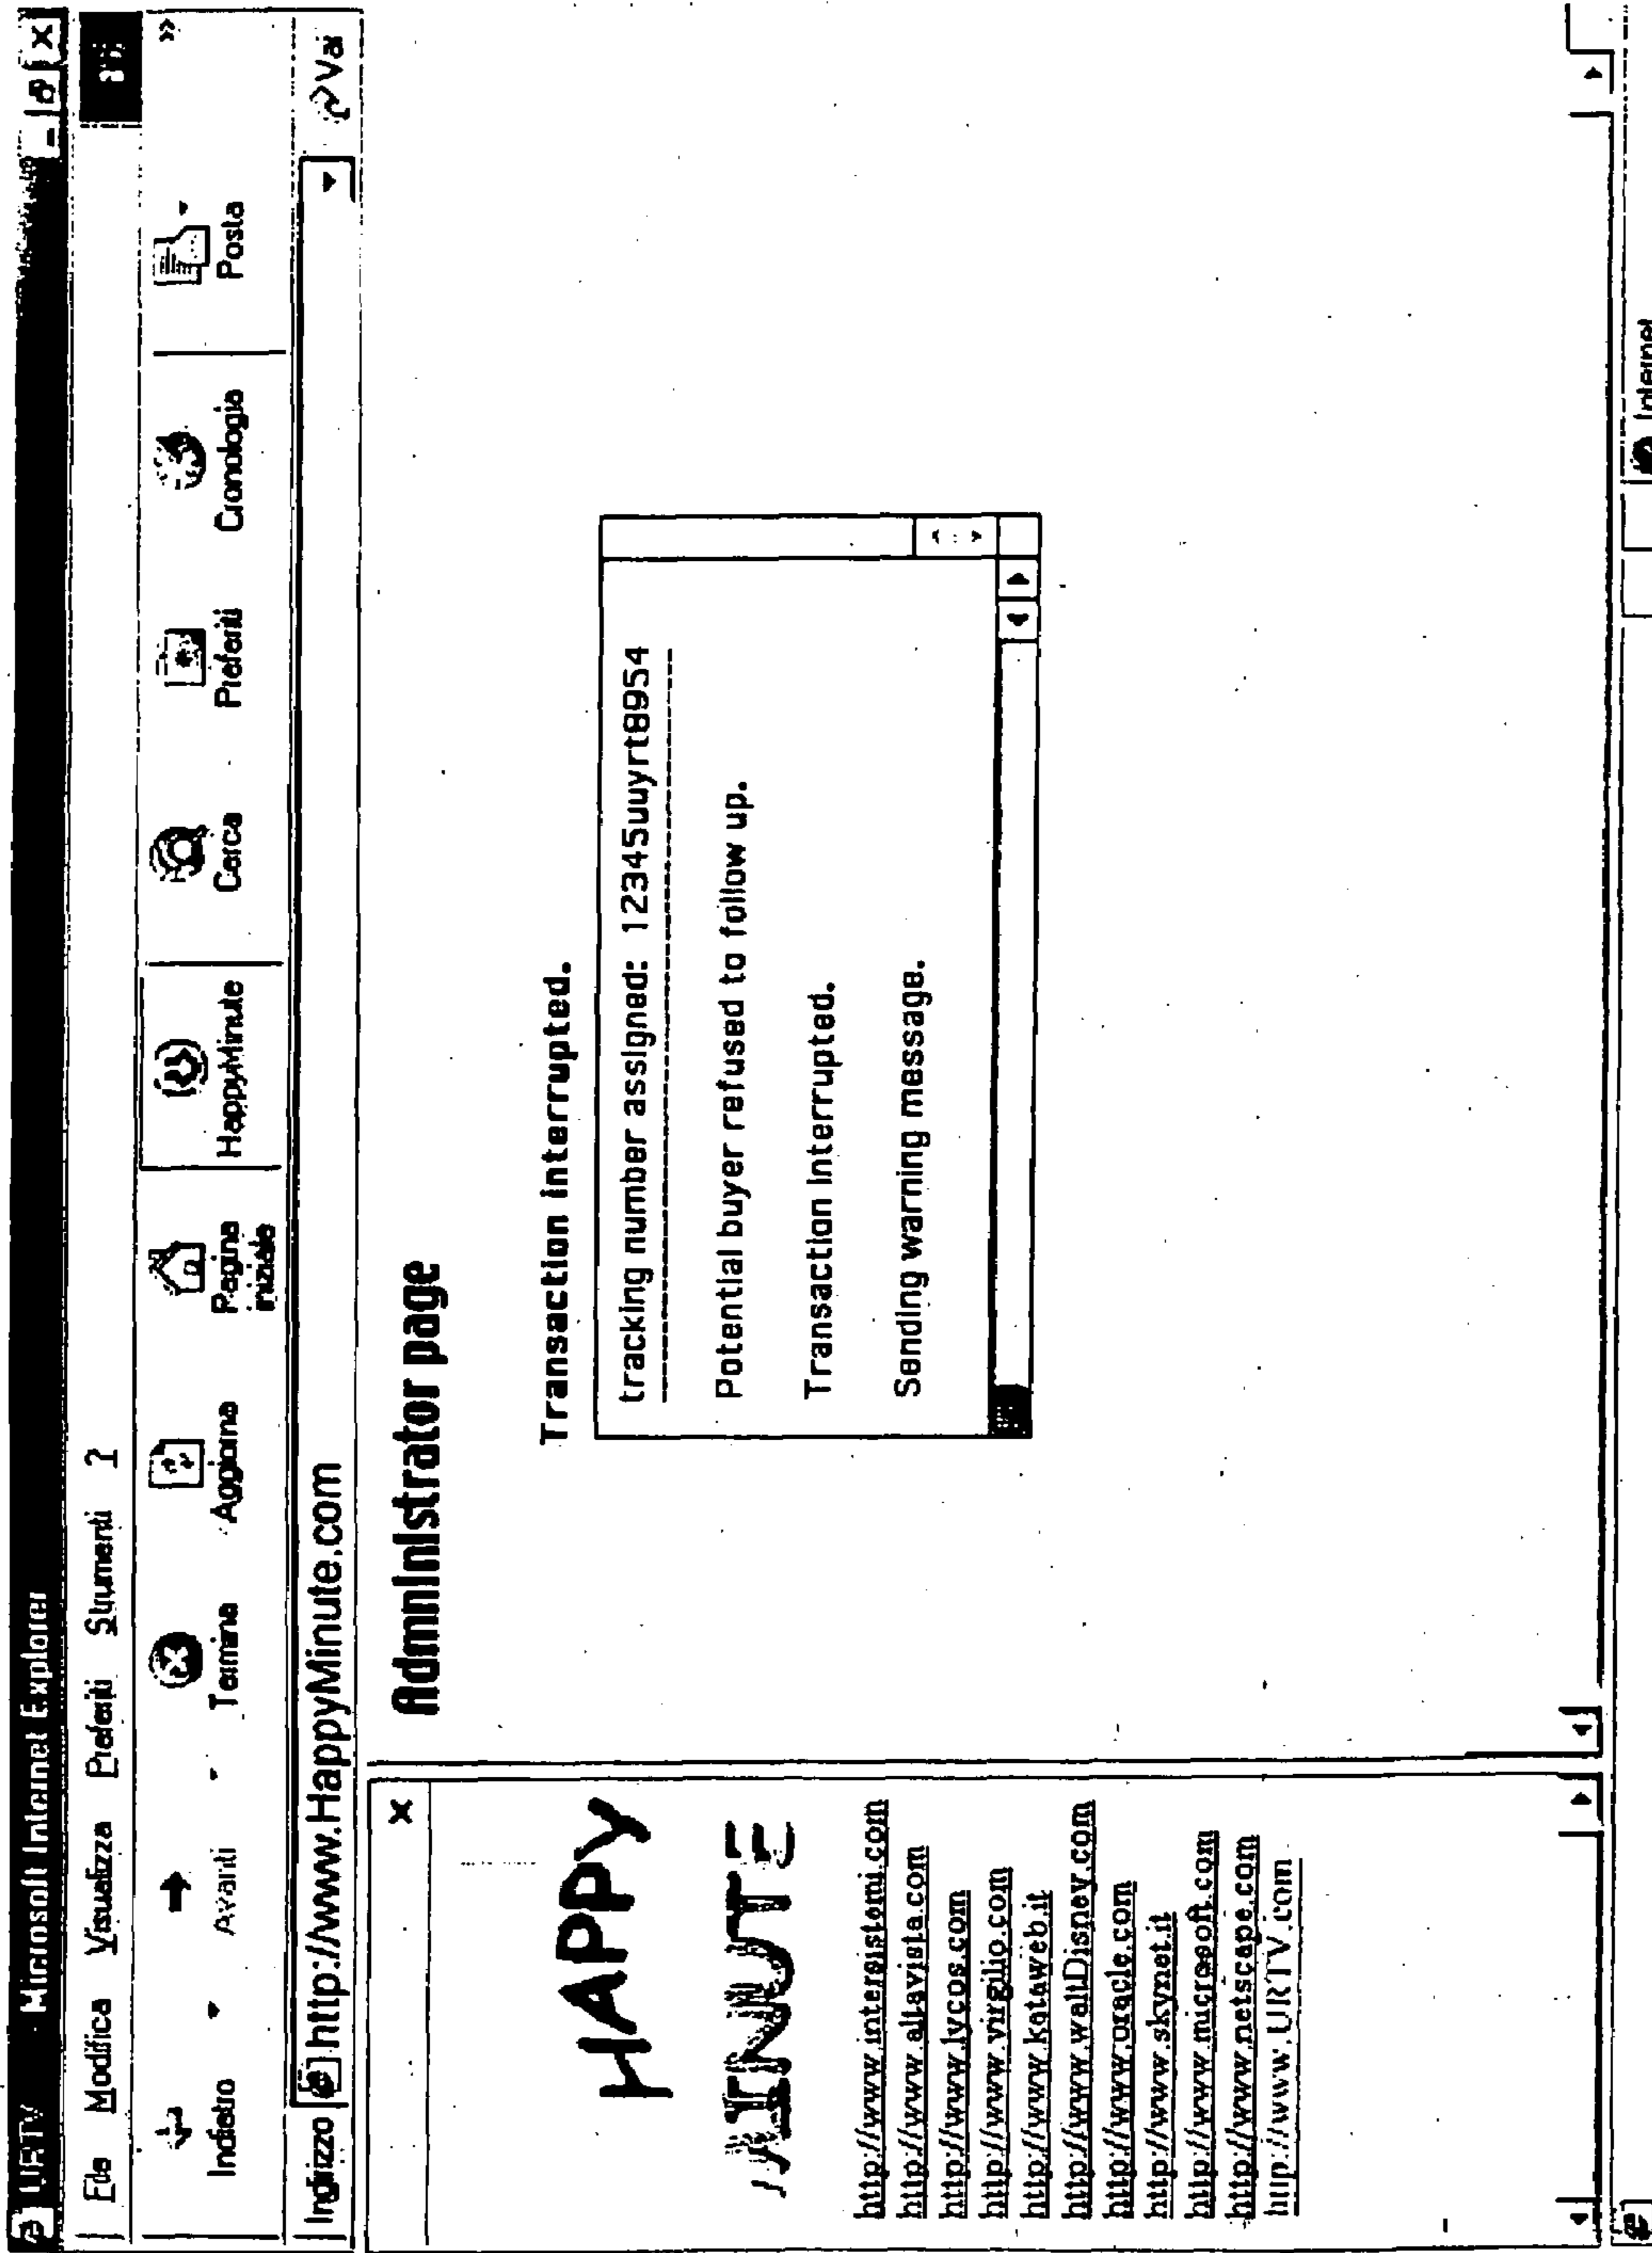 URTV - Microsoft Internet Explorer
File Modifica Visualizza Preferiti Strumenti ?
Indietro Avanti Termina Aggiorna Pagina iniziale HappyMinute Cerca Preferiti Cronologia Posta »
Indirizzo http://www.HappyMinute.com Vai
HAPPY
MINUTE
http://www.intersistemi.com
http://www.altavista.com
http://www.lycos.com
http://www.virgilio.com
http://www.kataweb.it
http://www.waltDisney.com
http://www.oracle.com
http://www.skynet.it
http://www.microsoft.com
http://www.netscape.com
http://www.URTV.com
Administrator page
Transaction interrupted.
tracking number assigned: 12345uuyrt8954
Potential buyer refused to follow up.
Transaction interrupted.
Sending warning message.
Internet